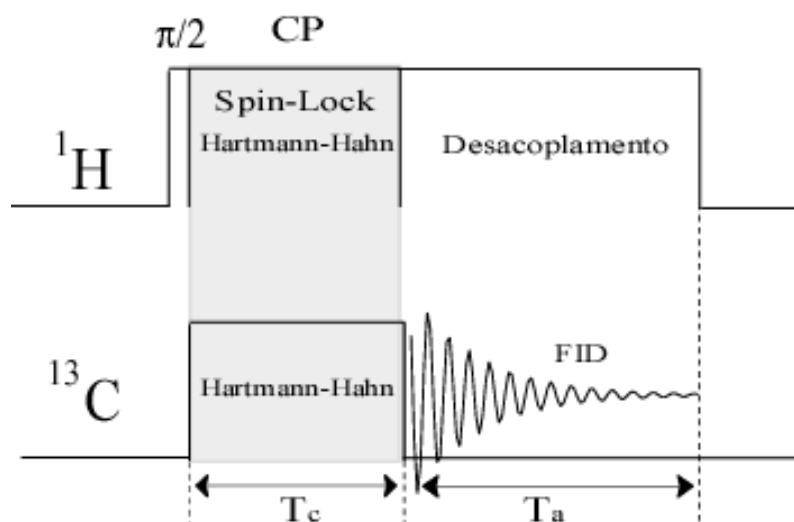 π/2 CP
Spin-Lock
Hartmann-Hahn
Desacoplamento
¹H
FID
¹³C
Hartmann-Hahn
Tc
Ta